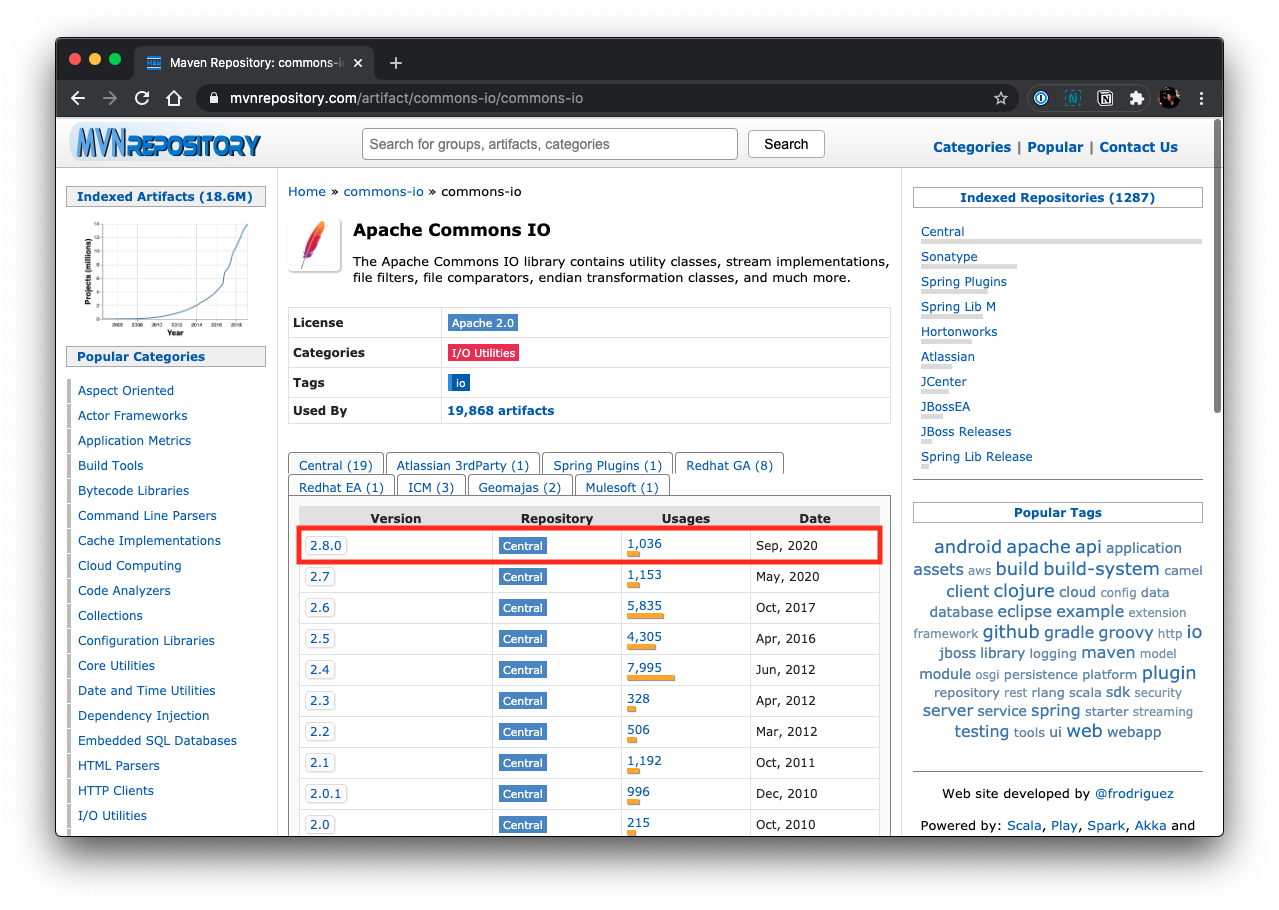 Maven Repository: commons-io
mvnrepository.com/artifact/commons-io/commons-io
MVNREPOSITORY
Search for groups, artifacts, categories
Search
Categories | Popular | Contact Us
Indexed Artifacts (18.6M)
Projects (millions)
14
12
10
8
6
4
2
0
2006 2008 2010 2012 2014 2016 2018
Year
Popular Categories
Aspect Oriented
Actor Frameworks
Application Metrics
Build Tools
Bytecode Libraries
Command Line Parsers
Cache Implementations
Cloud Computing
Code Analyzers
Collections
Configuration Libraries
Core Utilities
Date and Time Utilities
Dependency Injection
Embedded SQL Databases
HTML Parsers
HTTP Clients
I/O Utilities
Home » commons-io » commons-io
Apache Commons IO
The Apache Commons IO library contains utility classes, stream implementations,
file filters, file comparators, endian transformation classes, and much more.
License Apache 2.0
Categories I/O Utilities
Tags io
Used By 19,868 artifacts
Central (19) Atlassian 3rdParty (1) Spring Plugins (1) Redhat GA (8)
Redhat EA (1) ICM (3) Geomajas (2) Mulesoft (1)
Version Repository Usages Date
2.8.0 Central 1,036 Sep, 2020
2.7 Central 1,153 May, 2020
2.6 Central 5,835 Oct, 2017
2.5 Central 4,305 Apr, 2016
2.4 Central 7,995 Jun, 2012
2.3 Central 328 Apr, 2012
2.2 Central 506 Mar, 2012
2.1 Central 1,192 Oct, 2011
2.0.1 Central 996 Dec, 2010
2.0 Central 215 Oct, 2010
Indexed Repositories (1287)
Central
Sonatype
Spring Plugins
Spring Lib M
Hortonworks
Atlassian
JCenter
JBossEA
JBoss Releases
Spring Lib Release
Popular Tags
android apache api application
assets aws build build-system camel
client clojure cloud config data
database eclipse example extension
framework github gradle groovy http io
jboss library logging maven model
module osgi persistence platform plugin
repository rest rlang scala sdk security
server service spring starter streaming
testing tools ui web webapp
Web site developed by @frodriguez
Powered by: Scala, Play, Spark, Akka and